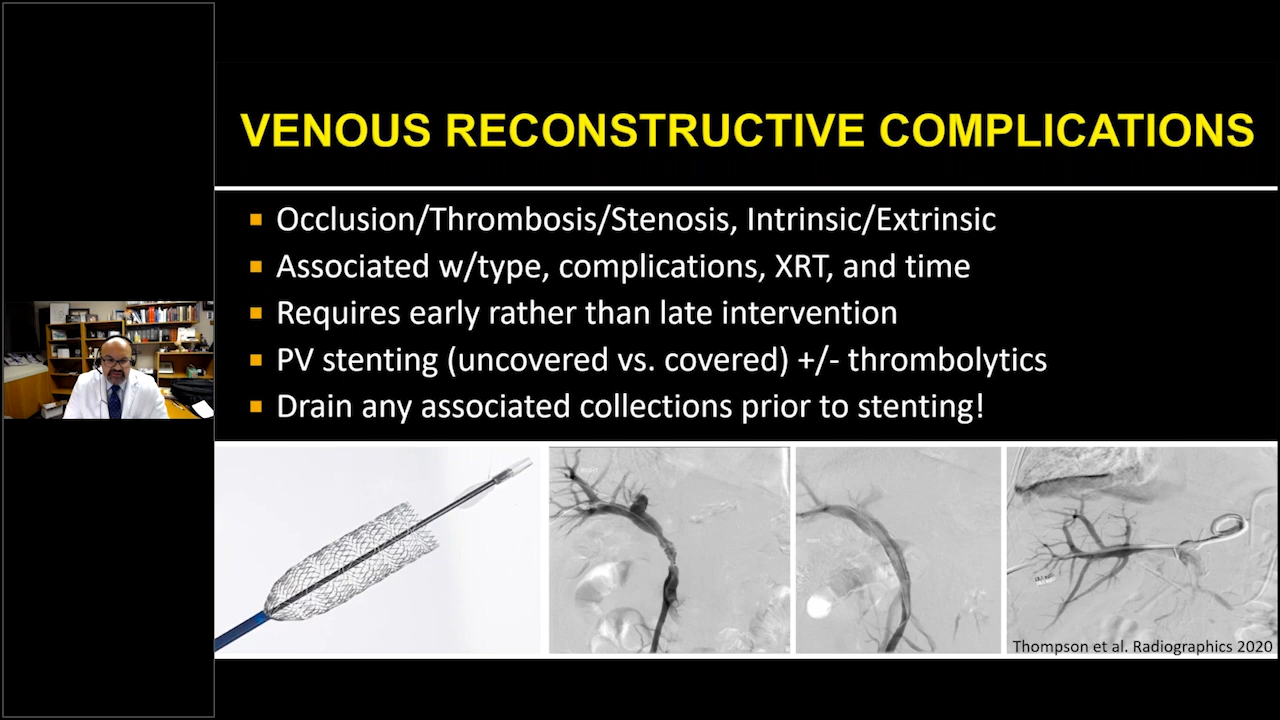 VENOUS RECONSTRUCTIVE COMPLICATIONS
Occlusion/Thrombosis/Stenosis, Intrinsic/Extrinsic
Associated w/type, complications, XRT, and time
Requires early rather than late intervention
PV stenting (uncovered vs. covered) +/- thrombolytics
Drain any associated collections prior to stenting!
Thompson et al. Radiographics 2020